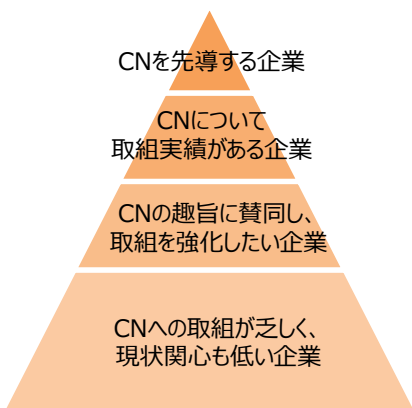 CNを先導する企業
CNについて
取組実績がある企業
CNの趣旨に賛同し、
取組を強化したい企業
CNへの取組が乏しく、
現状関心も低い企業